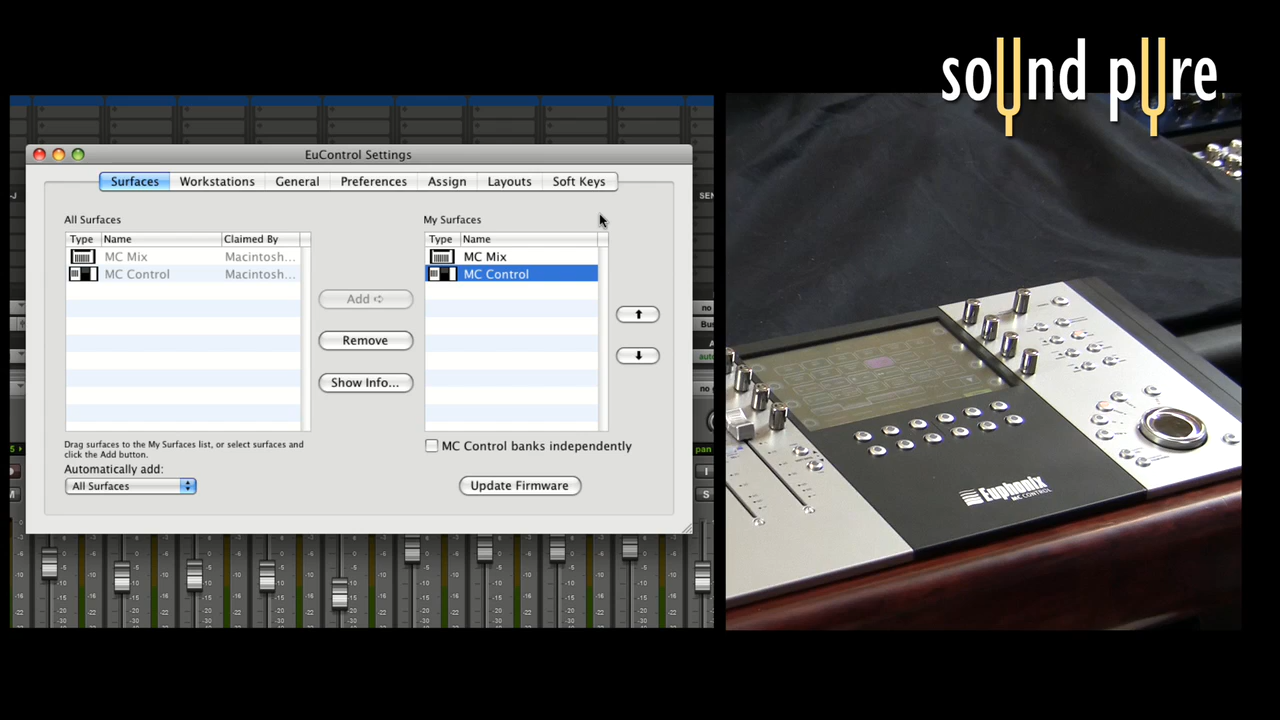 sound pure
EuControl Settings
Surfaces Workstations General Preferences Assign Layouts Soft Keys
All Surfaces
My Surfaces
Type Name Claimed By
Type Name
MC Mix Macintosh...
MC Control Macintosh...
MC Mix
MC Control
Add
Remove
Show Info...
Drag surfaces to the My Surfaces list, or select surfaces and
click the Add button.
Automatically add:
All Surfaces
MC Control banks independently
Update Firmware
Euphonix
MC CONTROL
SEN
no
pan
S